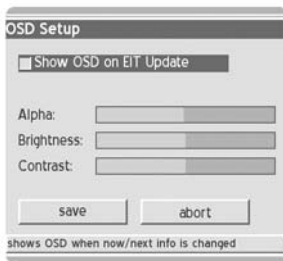 OSD Setup
Show OSD on EIT Update
Alpha:
Brightness:
Contrast:
save abort
shows OSD when now/next info is changed